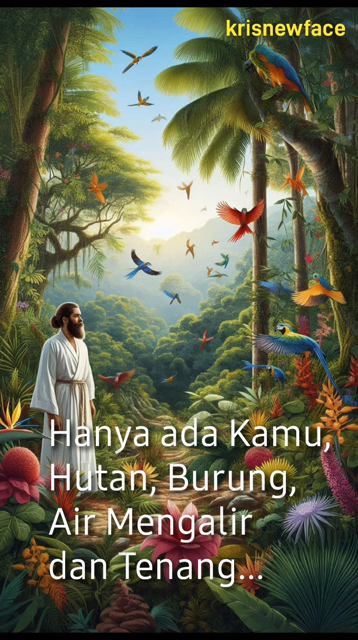 krisnewface
Hanya ada Kamu,
Hutan, Burung,
Air Mengalir
dan Tenang...